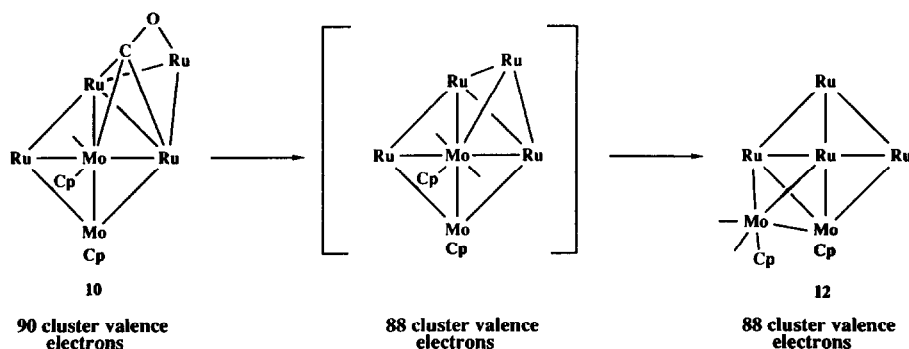 O
C
Ru
Ru
Ru Mo Ru
Cp
Mo
Cp
10
90 cluster valence
electrons
Ru
Ru
Ru Mo Ru
Cp
Mo
Cp
88 cluster valence
electrons
Ru
Ru Ru Ru
Mo Mo
Cp
Cp
12
88 cluster valence
electrons